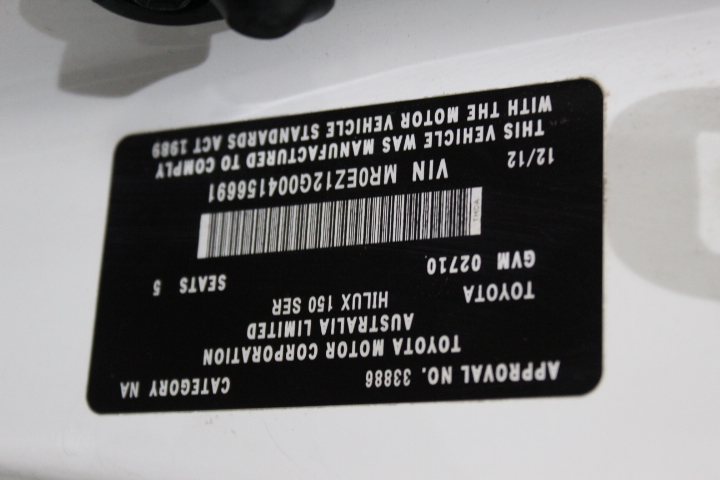 APPROVAL NO. 33886 CATEGORY NA
TOYOTA MOTOR CORPORATION
AUSTRALIA LIMITED
HILUX 150 SER
TOYOTA SEATS 5
GVM 02710
VIN MR0EZ12G004156691
12/12 THIS VEHICLE WAS MANUFACTURED TO COMPLY
WITH THE MOTOR VEHICLE STANDARDS ACT 1989